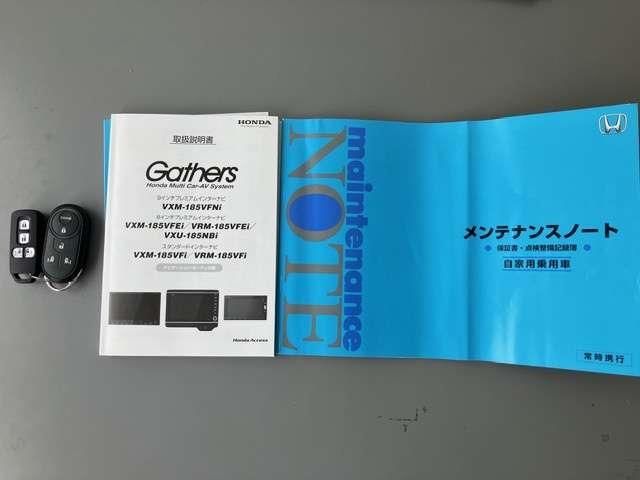 HONDA
取扱説明書
Gathers
Honda Multi Car-AV System
9インチプレミアムインターナビ
VXM-185VFNi
8インチプレミアムインターナビ
VXM-185VFEi/VRM-185VFEi/
VXU-185NBi
スタンダードインターナビ
VXM-185VFi/VRM-185VFi
Honda Access
maintenance
NOTE
メンテナンスノート
保証書・点検整備記録簿
自家用乗用車
常時携行